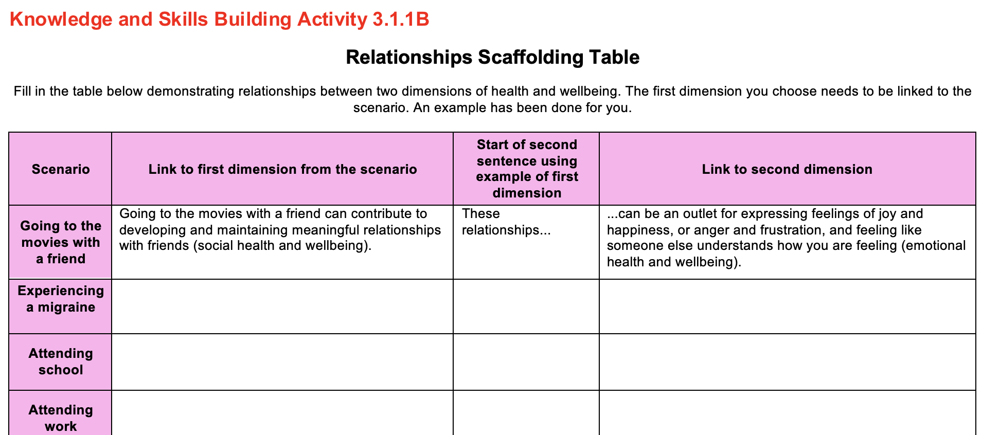 Knowledge and Skills Building Activity 3.1.1B
Relationships Scaffolding Table
Fill in the table below demonstrating relationships between two dimensions of health and wellbeing. The first dimension you choose needs to be linked to the
scenario. An example has been done for you.
Scenario
Link to first dimension from the scenario
Start of second
sentence using
example of first
dimension
Link to second dimension
Going to the
movies with
a friend
Going to the movies with a friend can contribute to
developing and maintaining meaningful relationships
with friends (social health and wellbeing).
These
relationships...
...can be an outlet for expressing feelings of joy and
happiness, or anger and frustration, and feeling like
someone else understands how you are feeling (emotional
health and wellbeing).
Experiencing
a migraine
Attending
school
Attending
work